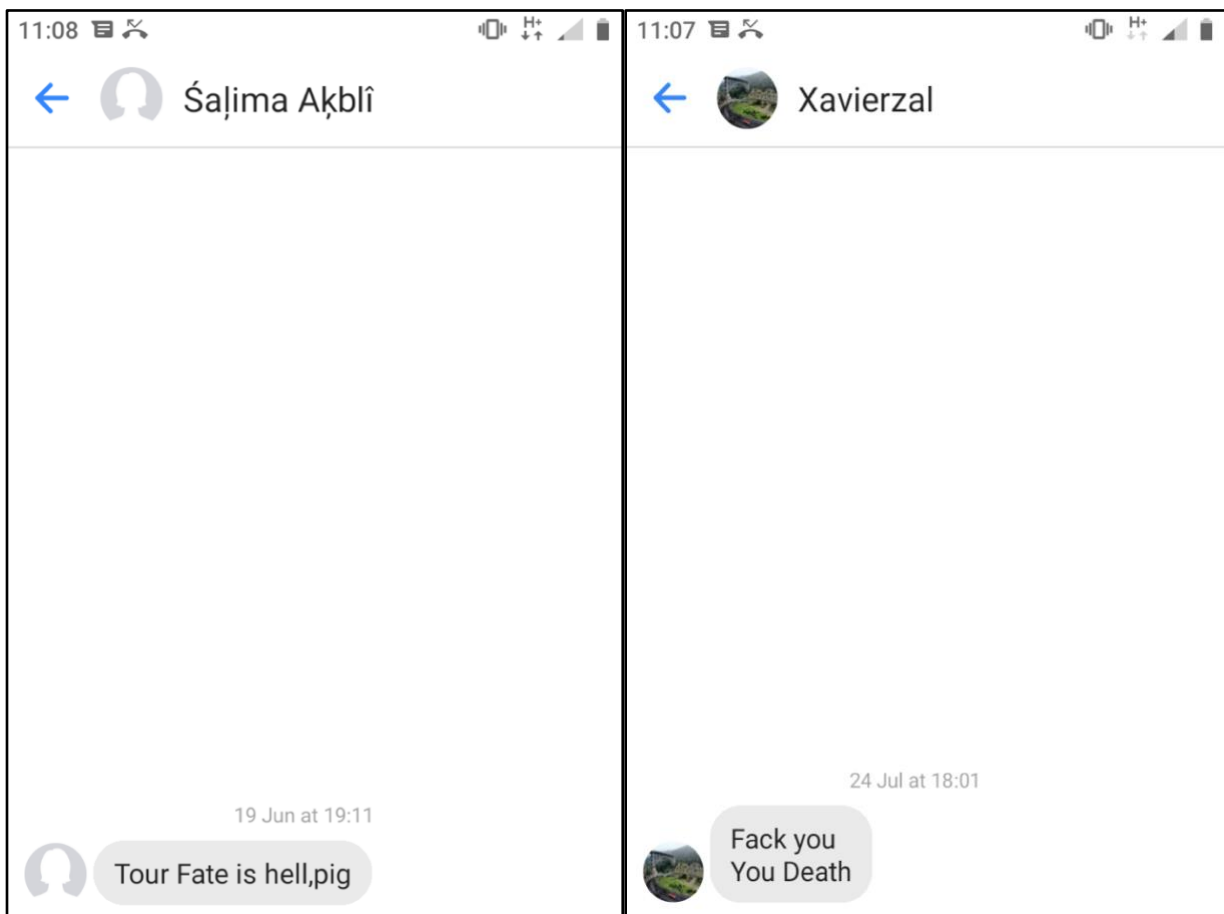 11:08
H+
Śaļima Aķblî
19 Jun at 19:11
Tour Fate is hell,pig
11:07
H+
Xavierzal
24 Jul at 18:01
Fack you
You Death